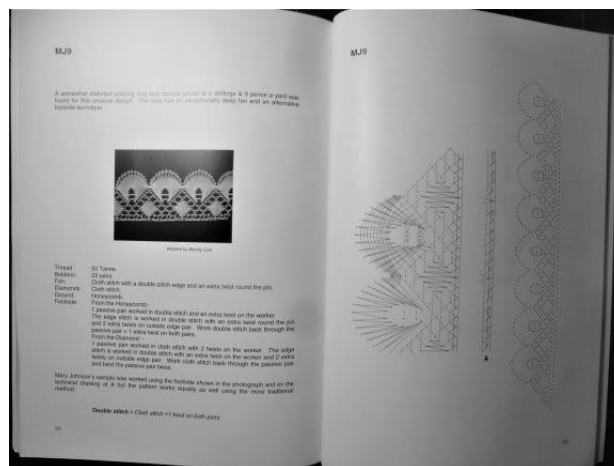 MJ9
A somewhat distorted pricking and lace sample priced at 2 shillings & 9 pence a yard was
found for this unusual design. The lace has an exceptionally deep fan and an alternative
footside technique.
Worked by Wendy
Thread: 50 Tanne.
Bobbins: 23 pairs.
Fan: Cloth stitch with a double stitch edge and an extra twist round the pin.
Diamonds: Cloth stitch.
Ground: Honeycomb.
Footside: From the Honeycomb:-
1 passive pair worked in double stitch and an extra twist on the worker.
The edge stitch is worked in double stitch with an extra twist round the pin
and 2 extra twists on outside edge pair. Work double stitch back through the
passive pair + 1 extra twist on both pairs.
From the Diamond:-
1 passive pair worked in cloth stitch with 2 twists on the worker. The edge
stitch is worked in double stitch with an extra twist on the worker and 2 extra
twists on outside edge pair. Work cloth stitch back through the passive pair
and twist the passive pair twice.
Mary Johnson's sample was worked using the footside shown in the photograph and on the
technical drawing at A but the pattern works equally as well using the more traditional
method.
Double stitch = Cloth stitch +1 twist on both pairs
MJ9
A